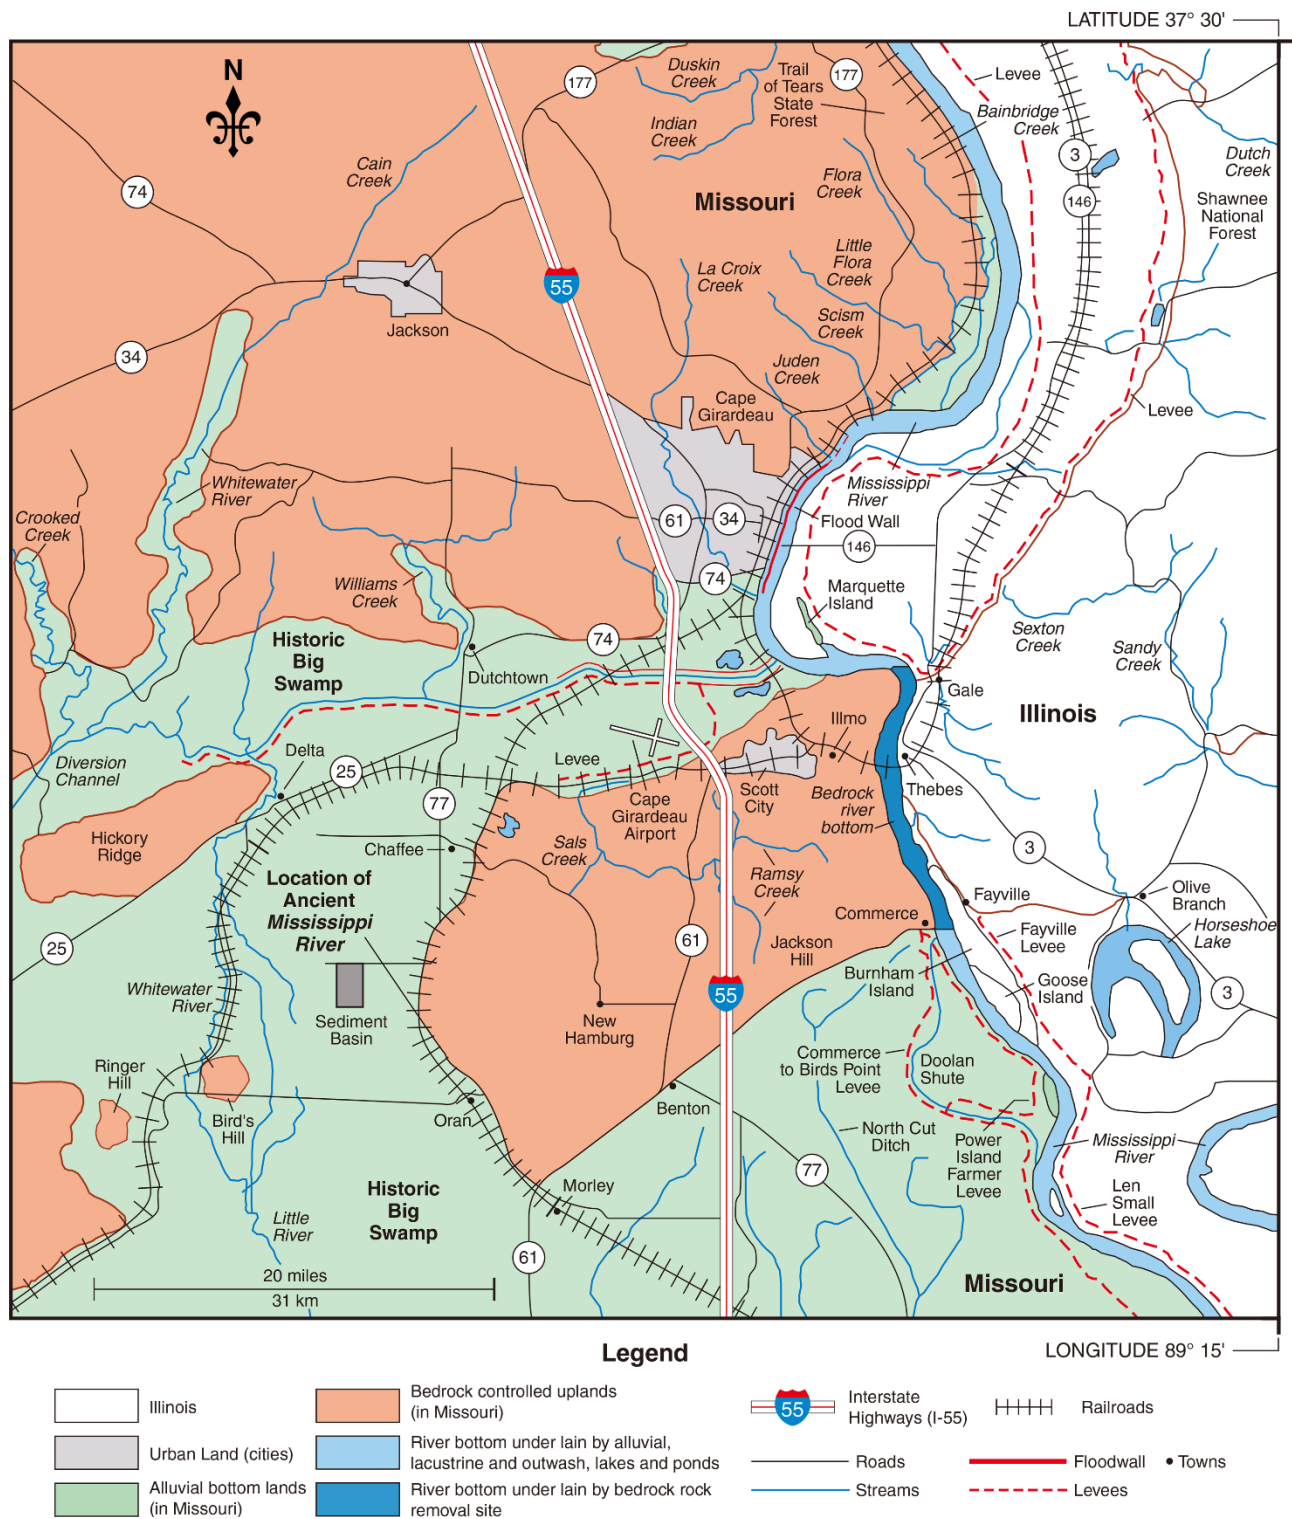 LATITUDE 37° 30'
N
177
Duskin
Creek
Trail
of Tears
State
Forest
177
Levee
Bainbridge
Creek
Indian
Creek
3
Dutch
Creek
Cain
Creek
Flora
Creek
74
Missouri
146
Shawnee
National
Forest
Little
Flora
Creek
La Croix
Creek
55
Jackson
Scism
Creek
34
Juden
Creek
Cape
Girardeau
Levee
Whitewater
River
Mississippi
River
Crooked
Creek
61
34
Flood Wall
146
Williams
Creek
74
Marquette
Island
Historic
Big
Swamp
74
Sexton
Creek
Sandy
Creek
Dutchtown
Gale
Illmo
Illinois
Delta
Levee
Diversion
Channel
25
77
Cape
Girardeau
Airport
Scott
City
Bedrock
river
bottom
Thebes
Hickory
Ridge
Chaffee
Sals
Creek
3
Ramsy
Creek
Location of
Ancient
Mississippi
River
Commerce
Fayville
Olive
Branch
25
61
Jackson
Hill
Fayville
Levee
Horseshoe
Lake
Whitewater
River
55
Burnham
Island
Goose
Island
3
Sediment
Basin
New
Hamburg
Ringer
Hill
Commerce
to Birds Point
Levee
Doolan
Shute
Bird's
Hill
Oran
Benton
North Cut
Ditch
Power
Island
Farmer
Levee
Mississippi
River
77
Historic
Big
Swamp
Morley
Len
Small
Levee
Little
River
61
20 miles
31 km
Missouri
LONGITUDE 89° 15'
Legend
Illinois
Urban Land (cities)
Alluvial bottom lands
(in Missouri)
Bedrock controlled uplands
(in Missouri)
River bottom under lain by alluvial,
lacustrine and outwash, lakes and ponds
River bottom under lain by bedrock rock
removal site
55
Interstate
Highways (I-55)
Railroads
Roads
Floodwall
Towns
Streams
Levees